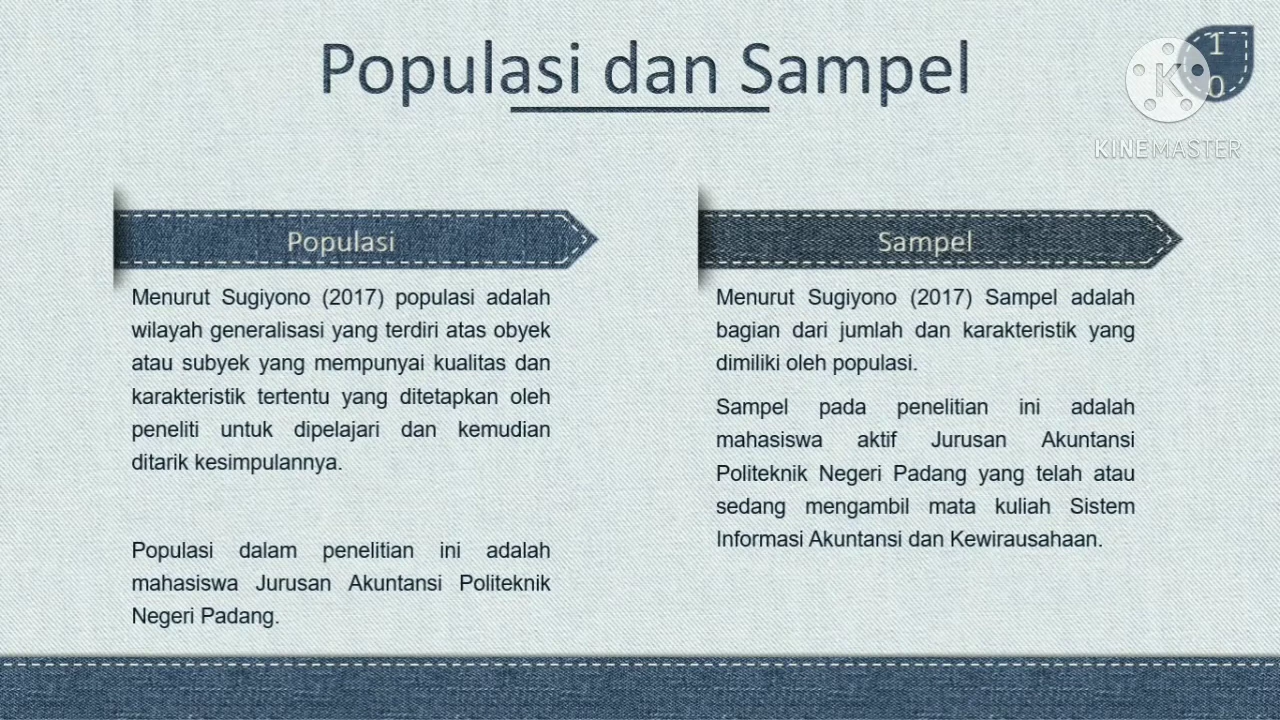 Populasi dan Sampel
1
0
KINEMASTER
Populasi
Menurut Sugiyono (2017) populasi adalah
wilayah generalisasi yang terdiri atas obyek
atau subyek yang mempunyai kualitas dan
karakteristik tertentu yang ditetapkan oleh
peneliti untuk dipelajari dan kemudian
ditarik kesimpulannya.
Populasi dalam penelitian ini adalah
mahasiswa Jurusan Akuntansi Politeknik
Negeri Padang.
Sampel
Menurut Sugiyono (2017) Sampel adalah
bagian dari jumlah dan karakteristik yang
dimiliki oleh populasi.
Sampel pada penelitian ini adalah
mahasiswa aktif Jurusan Akuntansi
Politeknik Negeri Padang yang telah atau
sedang mengambil mata kuliah Sistem
Informasi Akuntansi dan Kewirausahaan.